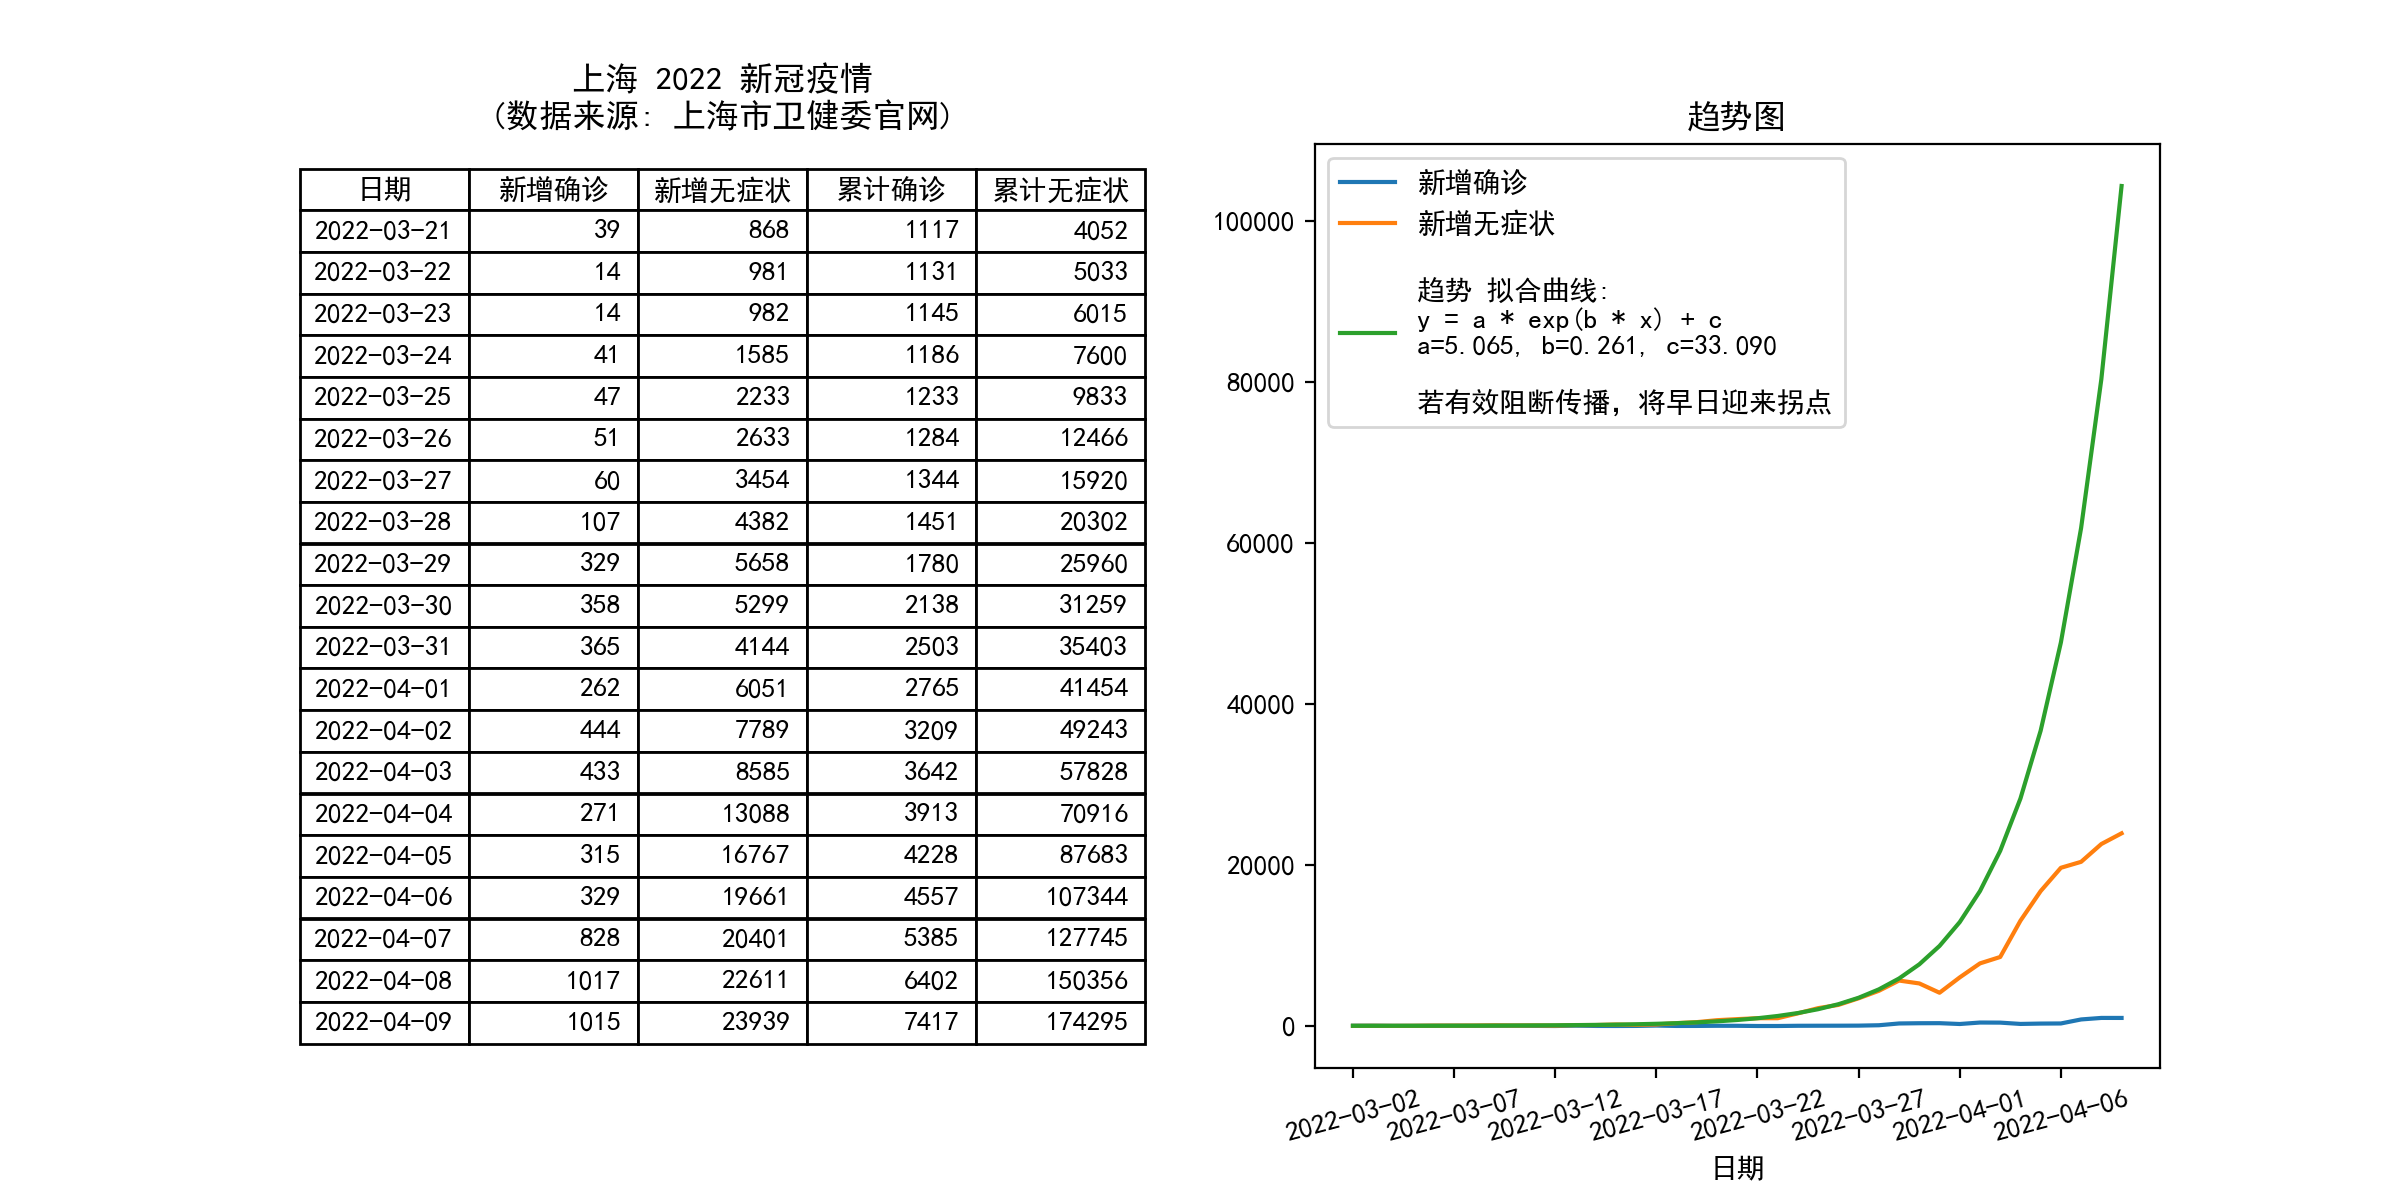 上海 2022 新冠疫情
(数据来源: 上海市卫健委官网)
日期 新增确诊 新增无症状 累计确诊 累计无症状
2022-03-21 39 868 1117 4052
2022-03-22 14 981 1131 5033
2022-03-23 14 982 1145 6015
2022-03-24 41 1585 1186 7600
2022-03-25 47 2233 1233 9833
2022-03-26 51 2633 1284 12466
2022-03-27 60 3454 1344 15920
2022-03-28 107 4382 1451 20302
2022-03-29 329 5658 1780 25960
2022-03-30 358 5299 2138 31259
2022-03-31 365 4144 2503 35403
2022-04-01 262 6051 2765 41454
2022-04-02 444 7789 3209 49243
2022-04-03 433 8585 3642 57828
2022-04-04 271 13088 3913 70916
2022-04-05 315 16767 4228 87683
2022-04-06 329 19661 4557 107344
2022-04-07 828 20401 5385 127745
2022-04-08 1017 22611 6402 150356
2022-04-09 1015 23939 7417 174295
趋势图
新增确诊
新增无症状
趋势 拟合曲线:
y = a * exp(b * x) + c
a=5.065, b=0.261, c=33.090
若有效阻断传播，将早日迎来拐点
100000
80000
60000
40000
20000
0
2022-03-02 2022-03-07 2022-03-12 2022-03-17 2022-03-22 2022-03-27 2022-04-01 2022-04-06
日期